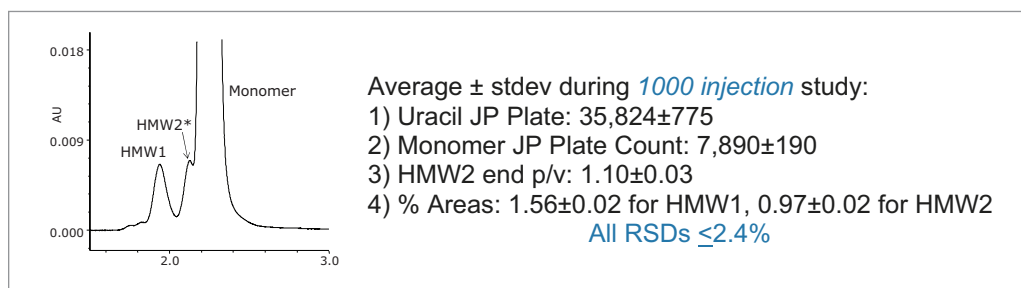 0.018
0.009
0.000
AU
HMW1
HMW2*
Monomer
2.0
3.0
Average ± stdev during 1000 injection study:
1) Uracil JP Plate: 35,824±775
2) Monomer JP Plate Count: 7,890±190
3) HMW2 end p/v: 1.10±0.03
4) % Areas: 1.56±0.02 for HMW1, 0.97±0.02 for HMW2
All RSDs ≤2.4%